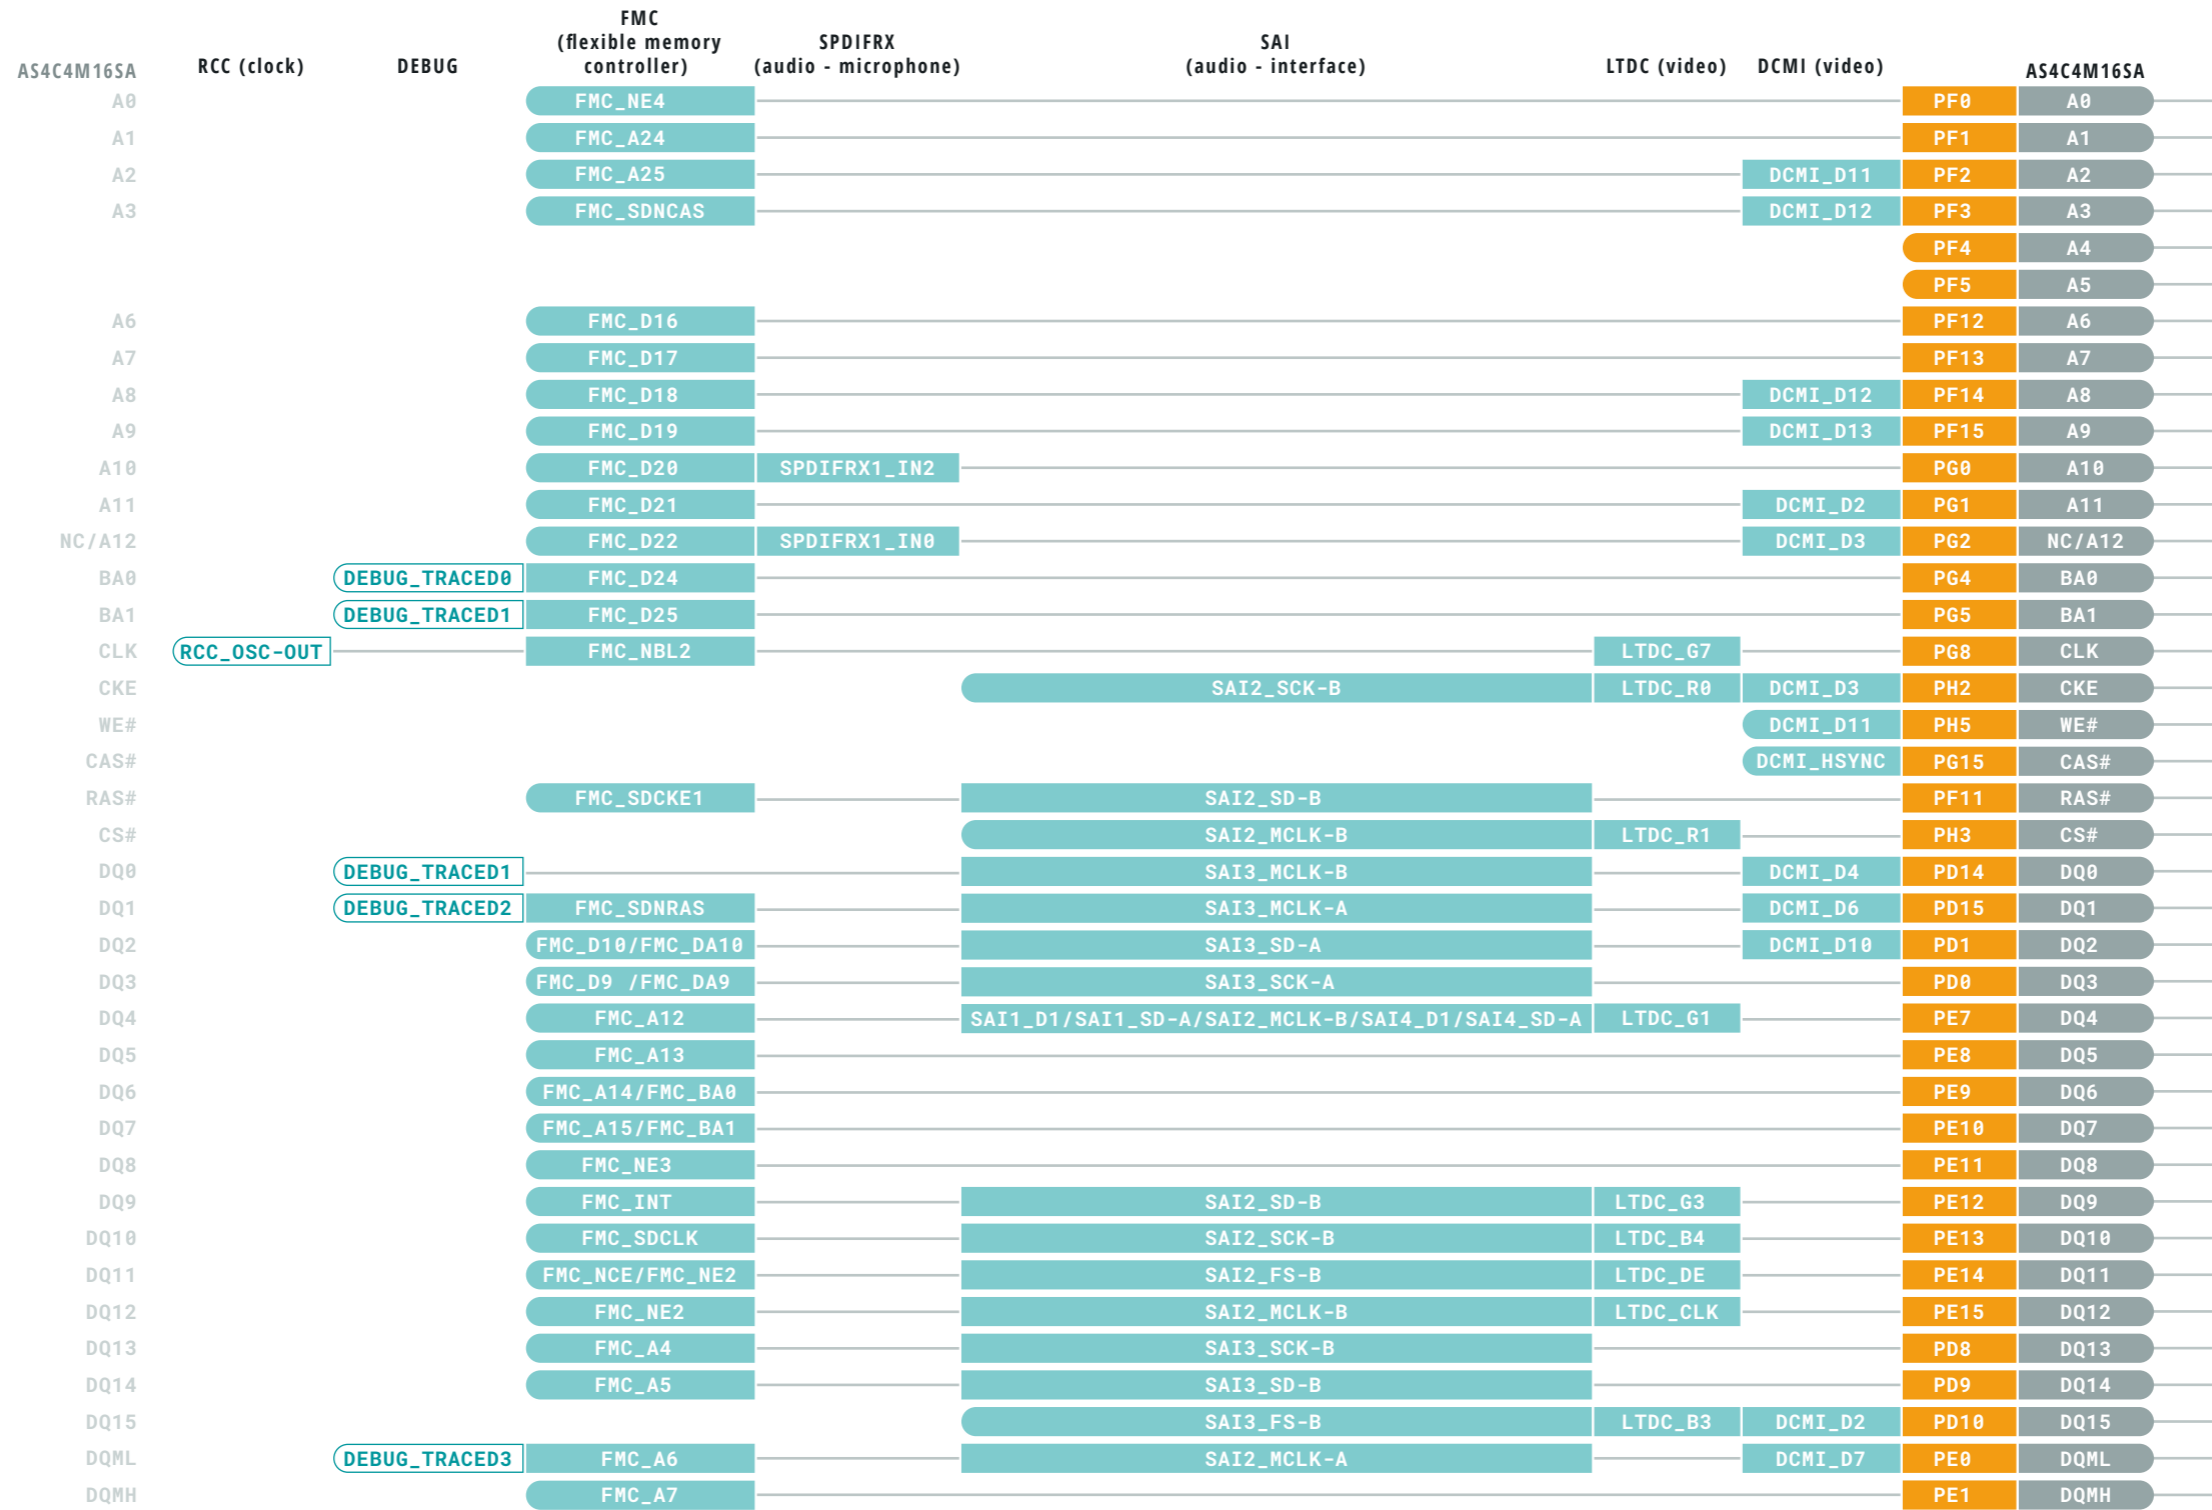 FMC
(flexible memory SPDIFRX SAI
AS4C4M16SA RCC (clock) DEBUG controller) (audio - microphone) (audio - interface) LTDC (video) DCMI (video) AS4C4M16SA
A0 FMC_NE4 PF0 A0
A1 FMC_A24 PF1 A1
A2 FMC_A25 DCMI_D11 PF2 A2
A3 FMC_SDNCAS DCMI_D12 PF3 A3
PF4 A4
PF5 A5
A6 FMC_D16 PF12 A6
A7 FMC_D17 PF13 A7
A8 FMC_D18 DCMI_D12 PF14 A8
A9 FMC_D19 DCMI_D13 PF15 A9
A10 FMC_D20 SPDIFRX1_IN2 PG0 A10
A11 FMC_D21 DCMI_D2 PG1 A11
NC/A12 FMC_D22 SPDIFRX1_IN0 DCMI_D3 PG2 NC/A12
BA0 DEBUG_TRACED0 FMC_D24 PG4 BA0
BA1 DEBUG_TRACED1 FMC_D25 PG5 BA1
CLK RCC_OSC-OUT FMC_NBL2 LTDC_G7 PG8 CLK
CKE SAI2_SCK-B LTDC_R0 DCMI_D3 PH2 CKE
WE# DCMI_D11 PH5 WE#
CAS# DCMI_HSYNC PG15 CAS#
RAS# FMC_SDCKE1 SAI2_SD-B PF11 RAS#
CS# SAI2_MCLK-B LTDC_R1 PH3 CS#
DQ0 DEBUG_TRACED1 SAI3_MCLK-B DCMI_D4 PD14 DQ0
DQ1 DEBUG_TRACED2 FMC_SDNRAS SAI3_MCLK-A DCMI_D6 PD15 DQ1
DQ2 FMC_D10/FMC_DA10 SAI3_SD-A DCMI_D10 PD1 DQ2
DQ3 FMC_D9 /FMC_DA9 SAI3_SCK-A PD0 DQ3
DQ4 FMC_A12 SAI1_D1/SAI1_SD-A/SAI2_MCLK-B/SAI4_D1/SAI4_SD-A LTDC_G1 PE7 DQ4
DQ5 FMC_A13 PE8 DQ5
DQ6 FMC_A14/FMC_BA0 PE9 DQ6
DQ7 FMC_A15/FMC_BA1 PE10 DQ7
DQ8 FMC_NE3 PE11 DQ8
DQ9 FMC_INT SAI2_SD-B LTDC_G3 PE12 DQ9
DQ10 FMC_SDCLK SAI2_SCK-B LTDC_B4 PE13 DQ10
DQ11 FMC_NCE/FMC_NE2 SAI2_FS-B LTDC_DE PE14 DQ11
DQ12 FMC_NE2 SAI2_MCLK-B LTDC_CLK PE15 DQ12
DQ13 FMC_A4 SAI3_SCK-B PD8 DQ13
DQ14 FMC_A5 SAI3_SD-B PD9 DQ14
DQ15 SAI3_FS-B LTDC_B3 DCMI_D2 PD10 DQ15
DQML DEBUG_TRACED3 FMC_A6 SAI2_MCLK-A DCMI_D7 PE0 DQML
DQMH FMC_A7 PE1 DQMH